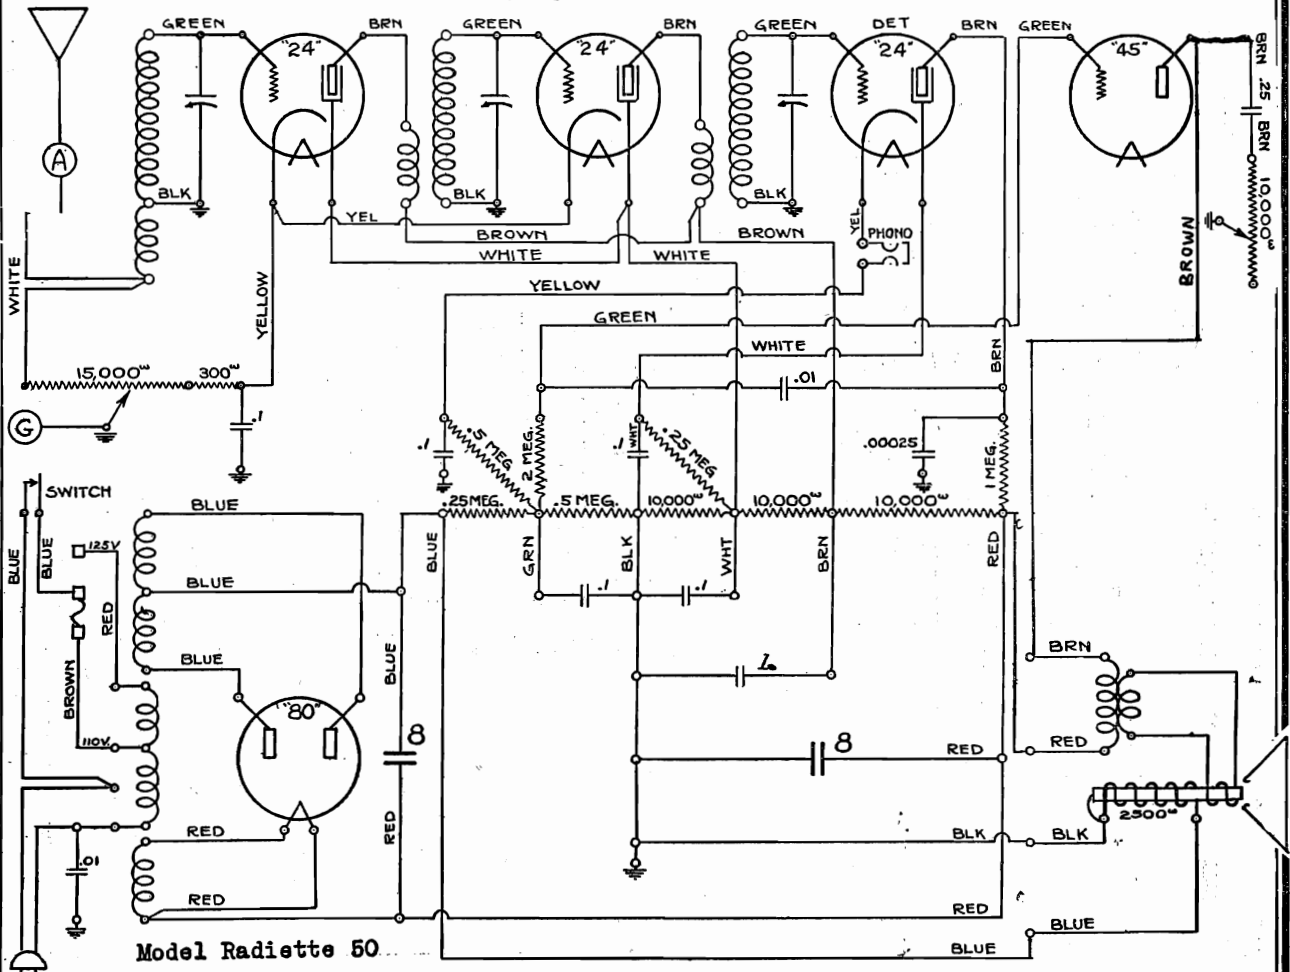 GREEN
BRN
GREEN
BRN
GREEN
DET
BRN
GREEN
"24"
"24"
"24"
"45"
BRN
.25
BRN
10,000ω
A
BLK
BLK
BLK
YEL
YEL
PHONO
BROWN
BROWN
WHITE
WHITE
WHITE
YELLOW
YELLOW
BROWN
GREEN
WHITE
BRN
15,000ω
300ω
.01
G
.1
.1
.5 MEG
2 MEG.
.1
WHT
.25 MEG
.00025
1 MEG.
SWITCH
BLUE
.25 MEG.
.5 MEG.
10,000ω
10,000ω
10,000ω
BLUE
BLUE
125V
BLUE
GRN
BLK
WHT
BRN
RED
BLUE
.1
.1
RED
BLUE
BLUE
1.
BRN
BROWN
"80"
110V.
8
8
RED
RED
2500ω
RED
RED
BLK
BLK
.01
RED
RED
BLUE
BLUE
Model Radiette 50